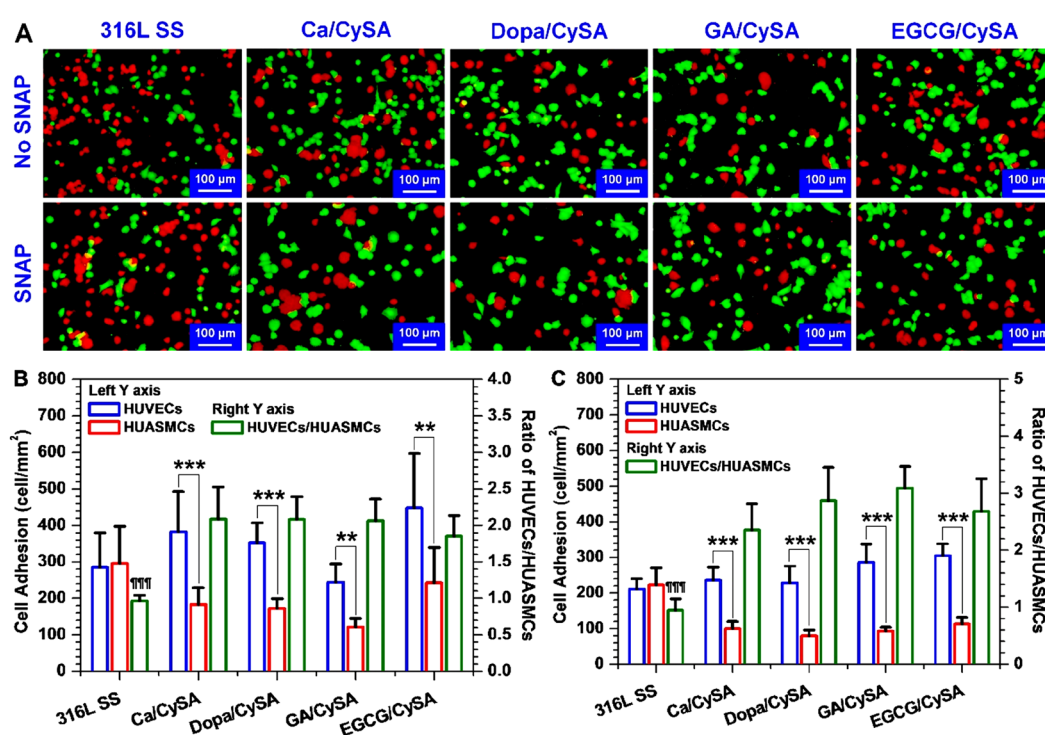 A
316L SS
Ca/CySA
Dopa/CySA
GA/CySA
EGCG/CySA
No SNAP
100 µm
100 µm
100 µm
100 µm
100 µm
SNAP
100 µm
100 µm
100 µm
100 µm
100 µm
B
Cell Adhesion (cell/mm²)
800
700
600
500
400
300
200
100
0
Left Y axis
HUVECs
HUASMCs
Right Y axis
HUVECs/HUASMCs
¶¶¶
***
***
**
**
4.0
3.5
3.0
2.5
2.0
1.5
1.0
0.5
0.0
Ratio of HUVECs/HUASMCs
316L SS
Ca/CySA
Dopa/CySA
GA/CySA
EGCG/CySA
C
Cell Adhesion (cell/mm²)
800
700
600
500
400
300
200
100
0
Left Y axis
HUVECs
HUASMCs
Right Y axis
HUVECs/HUASMCs
¶¶¶
***
***
***
***
5
4
3
2
1
0
Ratio of HUVECs/HUASMCs
316L SS
Ca/CySA
Dopa/CySA
GA/CySA
EGCG/CySA